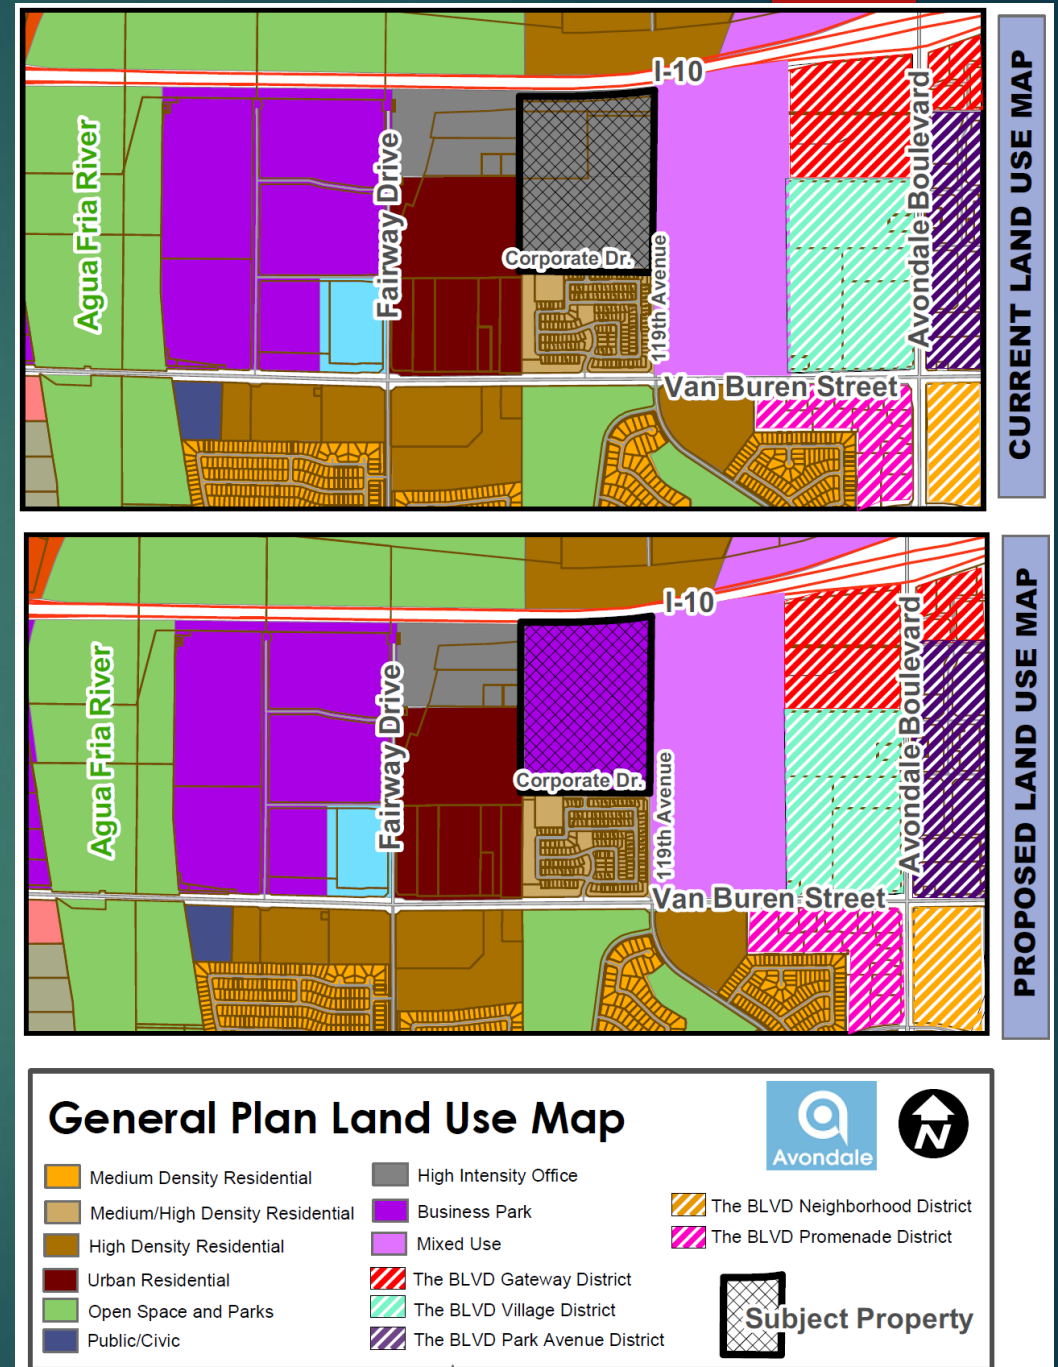 I-10
Agua Fria River
Fairway Drive
Corporate Dr.
119th Avenue
Avondale Boulevard
Van Buren Street
CURRENT LAND USE MAP
I-10
Agua Fria River
Fairway Drive
Corporate Dr.
119th Avenue
Avondale Boulevard
Van Buren Street
PROPOSED LAND USE MAP
General Plan Land Use Map
Avondale
N
Medium Density Residential
Medium/High Density Residential
High Density Residential
Urban Residential
Open Space and Parks
Public/Civic
High Intensity Office
Business Park
Mixed Use
The BLVD Gateway District
The BLVD Village District
The BLVD Park Avenue District
The BLVD Neighborhood District
The BLVD Promenade District
Subject Property